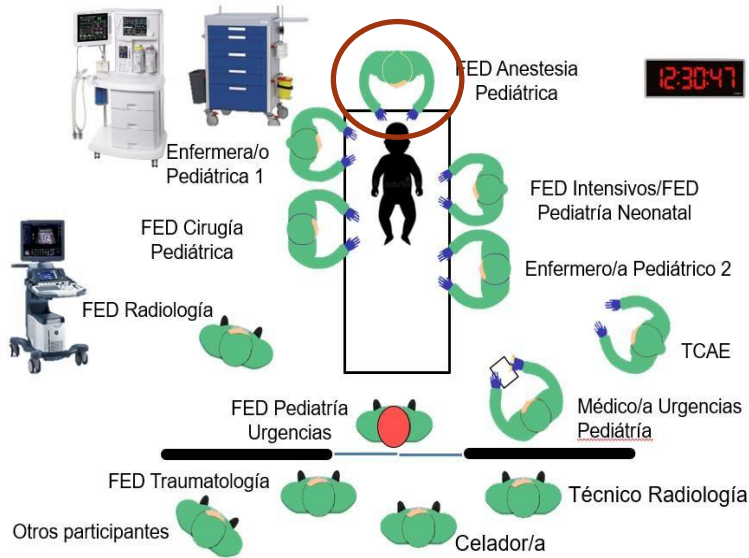 FED Anestesia
Pediátrica
12:30:47
Enfermera/o
Pediátrica 1
FED Intensivos/FED
Pediatría Neonatal
FED Cirugía
Pediátrica
Enfermero/a Pediátrico 2
FED Radiología
TCAE
FED Pediatría
Urgencias
Médico/a Urgencias
Pediatría
FED Traumatología
Técnico Radiología
Otros participantes
Celador/a